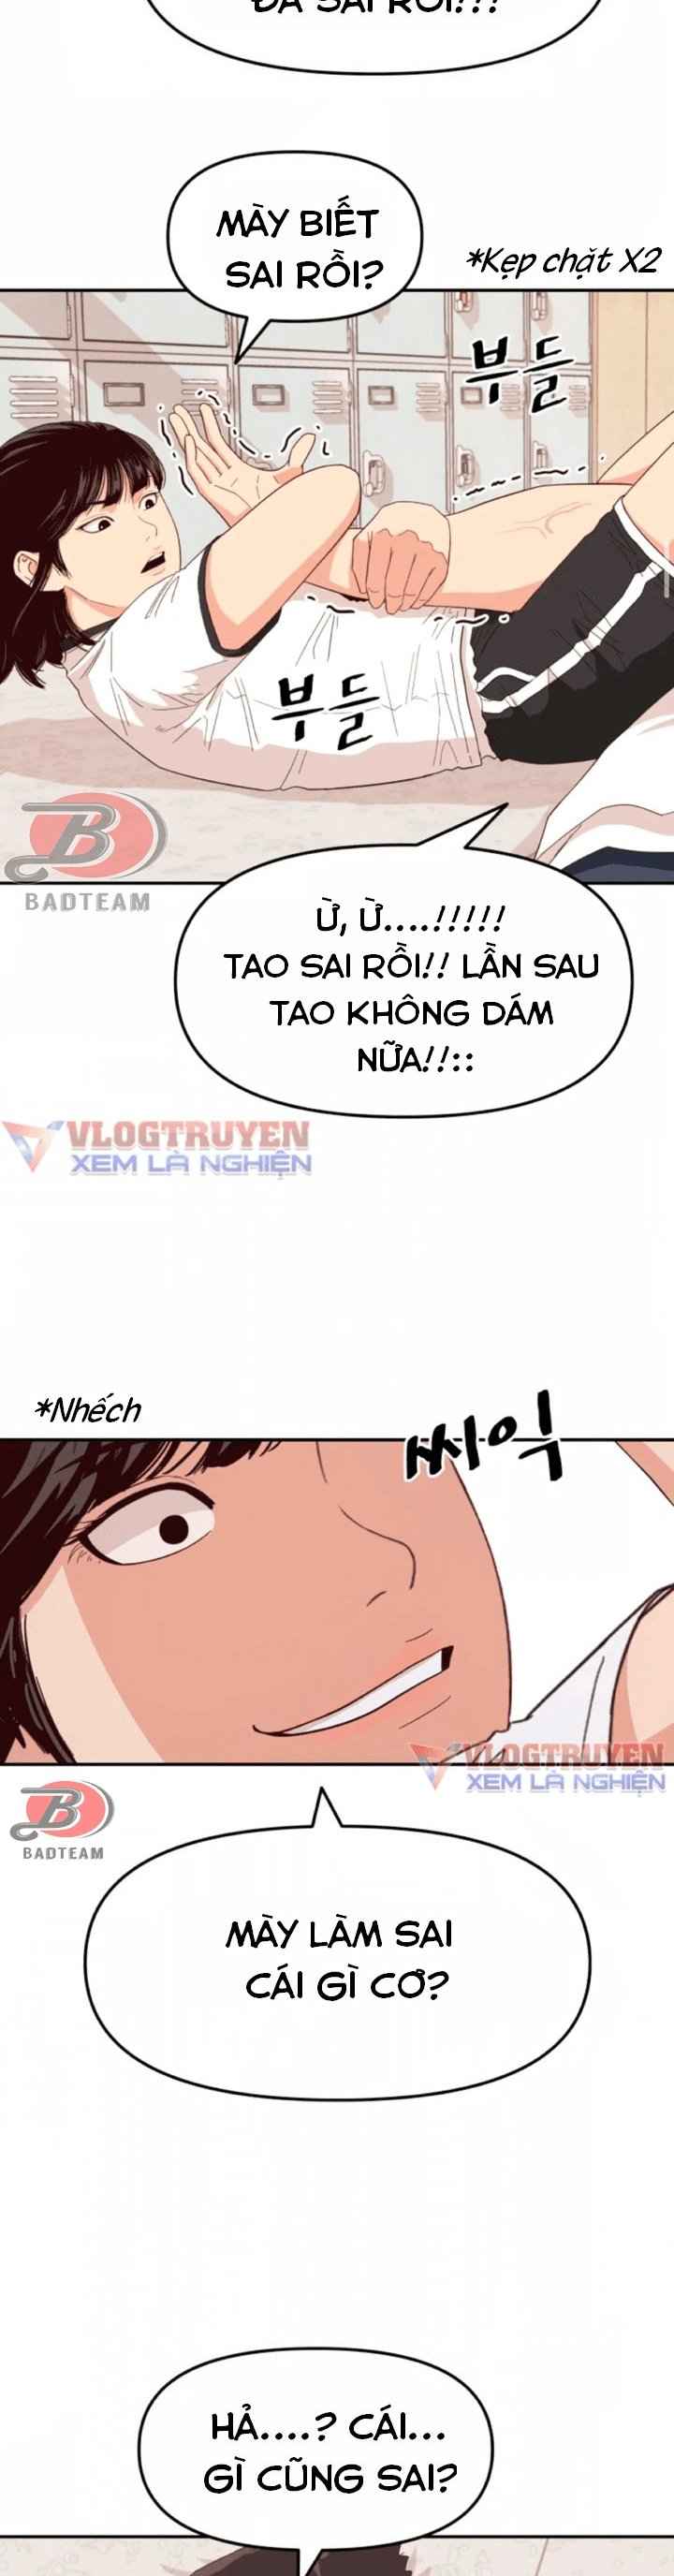 ĐÃ SAI RỒI!!!
MÀY BIẾT
SAI RỒI?
*Kẹp chặt X2
부들
부들
B
BADTEAM
Ừ, Ừ....!!!!!
TAO SAI RỒI!! LẦN SAU
TAO KHÔNG DÁM
NỮA!!::
VLOGTRUYEN
XEM LÀ NGHIỆN
*Nhếch
씨익
VLOGTRUYEN
XEM LÀ NGHIỆN
B
BADTEAM
MÀY LÀM SAI
CÁI GÌ CƠ?
HẢ....? CÁI...
GÌ CŨNG SAI?